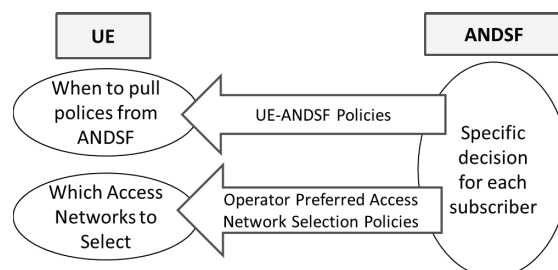 UE
ANDSF
When to pull
polices from
ANDSF
UE-ANDSF Policies
Specific
decision
for each
subscriber
Which Access
Networks to
Select
Operator Preferred Access
Network Selection Policies